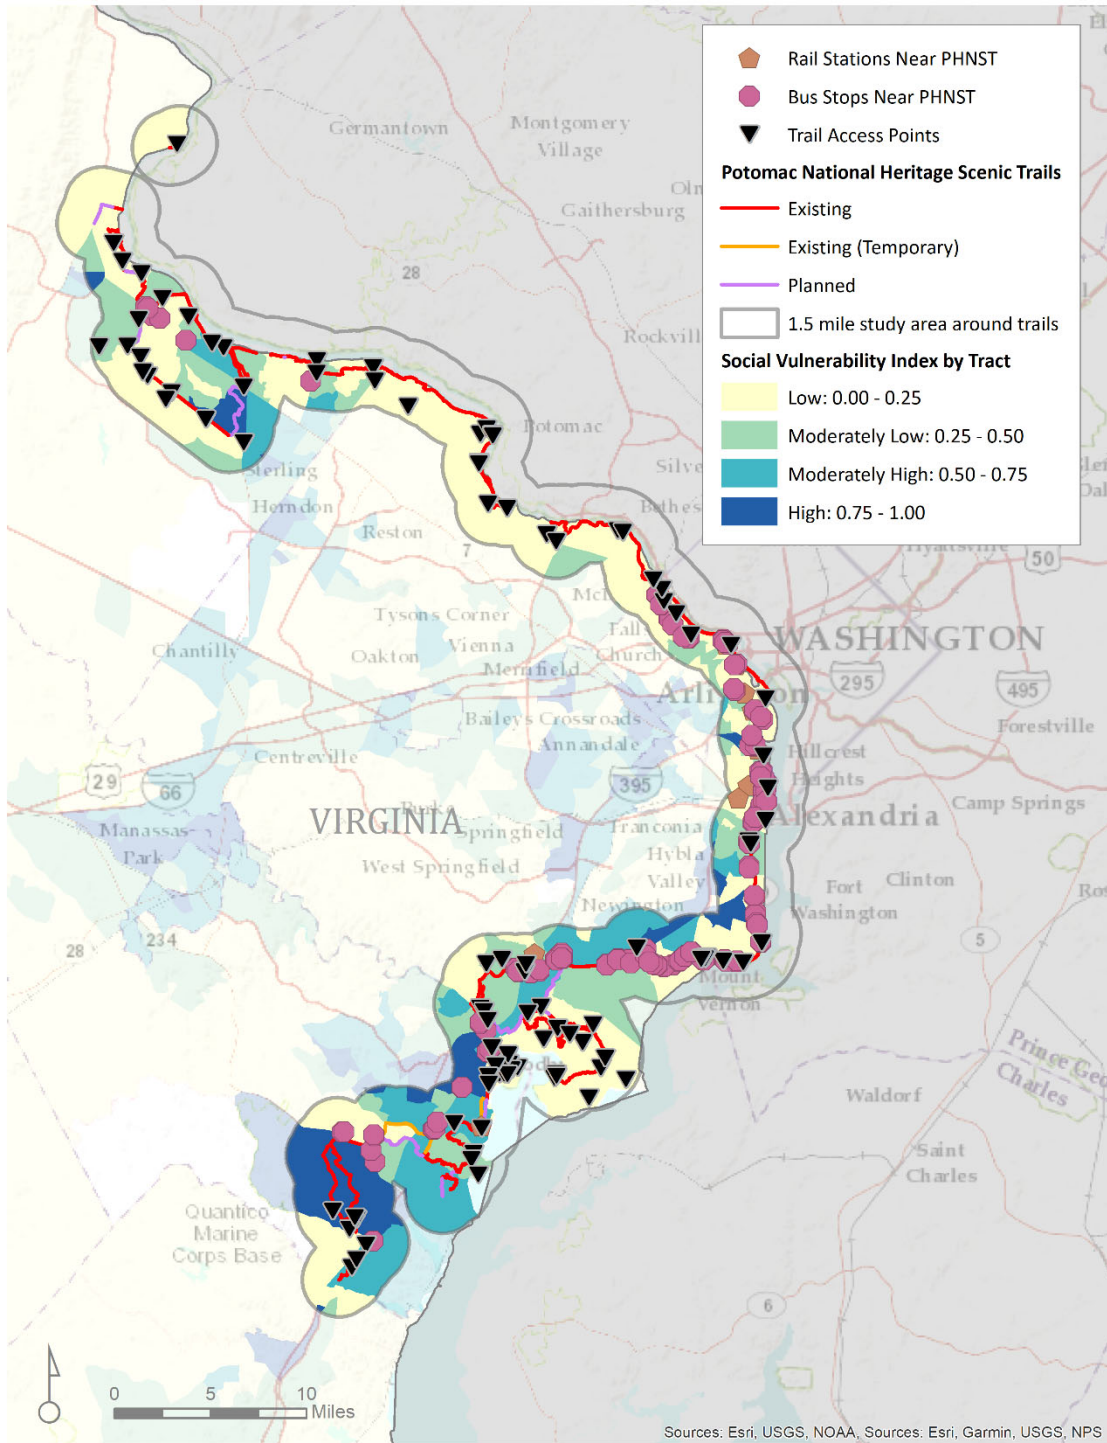 Rail Stations Near PHNST
Bus Stops Near PHNST
Trail Access Points
Potomac National Heritage Scenic Trails
Existing
Existing (Temporary)
Planned
1.5 mile study area around trails
Social Vulnerability Index by Tract
Low: 0.00 - 0.25
Moderately Low: 0.25 - 0.50
Moderately High: 0.50 - 0.75
High: 0.75 - 1.00
Germantown
Montgomery
Village
Gaithersburg
28
Rockvill
Potomac
Silve
Sterling
Herndon
Bethes
Reston
7
Hyattsville
50
Tysons Corner
Vienna
Falls
Church
WASHINGTON
Chantilly
Oakton
Merrifield
295
495
Arlington
Baileys Crossroads
Annandale
Forestville
Centreville
Hillcrest
Heights
29
66
395
Camp Springs
VIRGINIA
Burke
Springfield
Franconia
Alexandria
Manassas
Park
West Springfield
Hybla
Valley
Fort
Washington
Clinton
Newington
28
234
5
Mount
Vernon
Prince Geo
Charles
Waldorf
Saint
Charles
Quantico
Marine
Corps Base
6
0 5 10
Miles
Sources: Esri, USGS, NOAA, Sources: Esri, Garmin, USGS, NPS